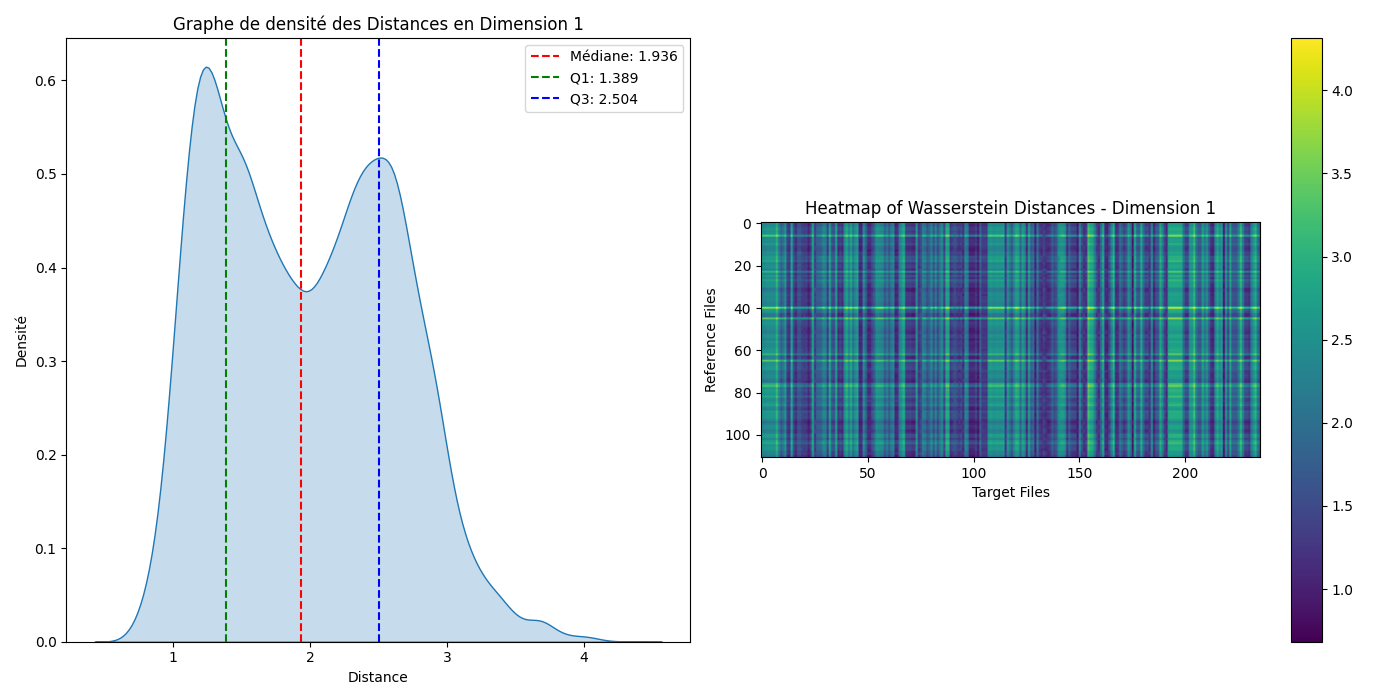 Graphe de densité des Distances en Dimension 1
Médiane: 1.936
Q1: 1.389
Q3: 2.504
0.6
0.5
0.4
0.3
0.2
0.1
0.0
Densité
1 2 3 4
Distance
Heatmap of Wasserstein Distances - Dimension 1
0
20
40
60
80
100
Reference Files
0 50 100 150 200
Target Files
4.0
3.5
3.0
2.5
2.0
1.5
1.0